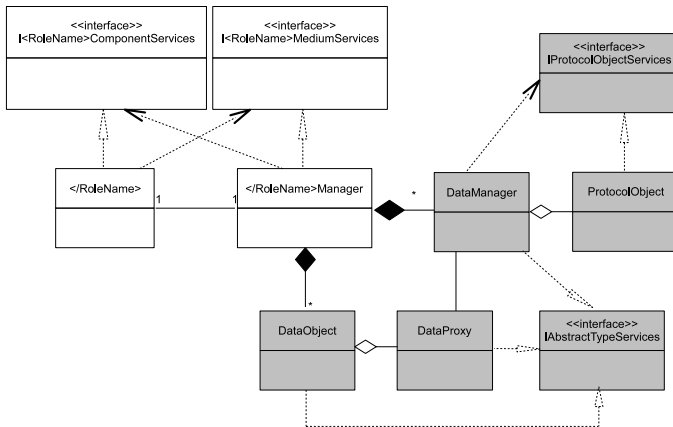 <<interface>>
I<RoleName>ComponentServices
<<interface>>
I<RoleName>MediumServices
<<interface>>
IProtocolObjectServices
</RoleName>
1
1
</RoleName>Manager
*
DataManager
ProtocolObject
*
DataObject
DataProxy
<<interface>>
IAbstractTypeServices